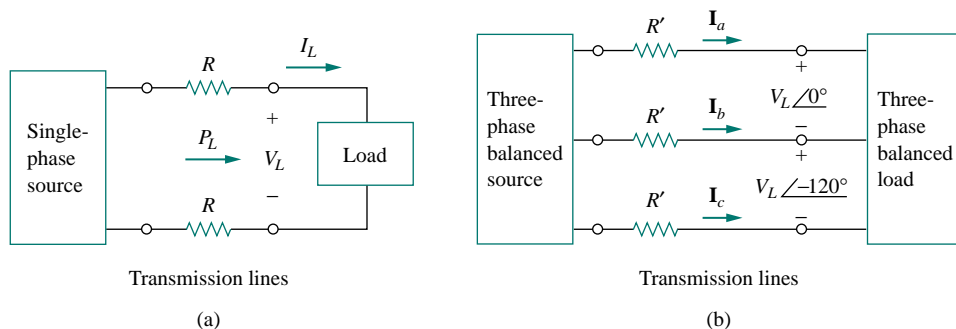 R
I_L
Single-
phase
source
P_L
+
V_L
−
Load
R
Transmission lines
(a)
Three-
phase
balanced
source
R′
I_a
+
V_L∠0°
R′
I_b
−
+
V_L∠−120°
R′
I_c
−
Three-
phase
balanced
load
Transmission lines
(b)